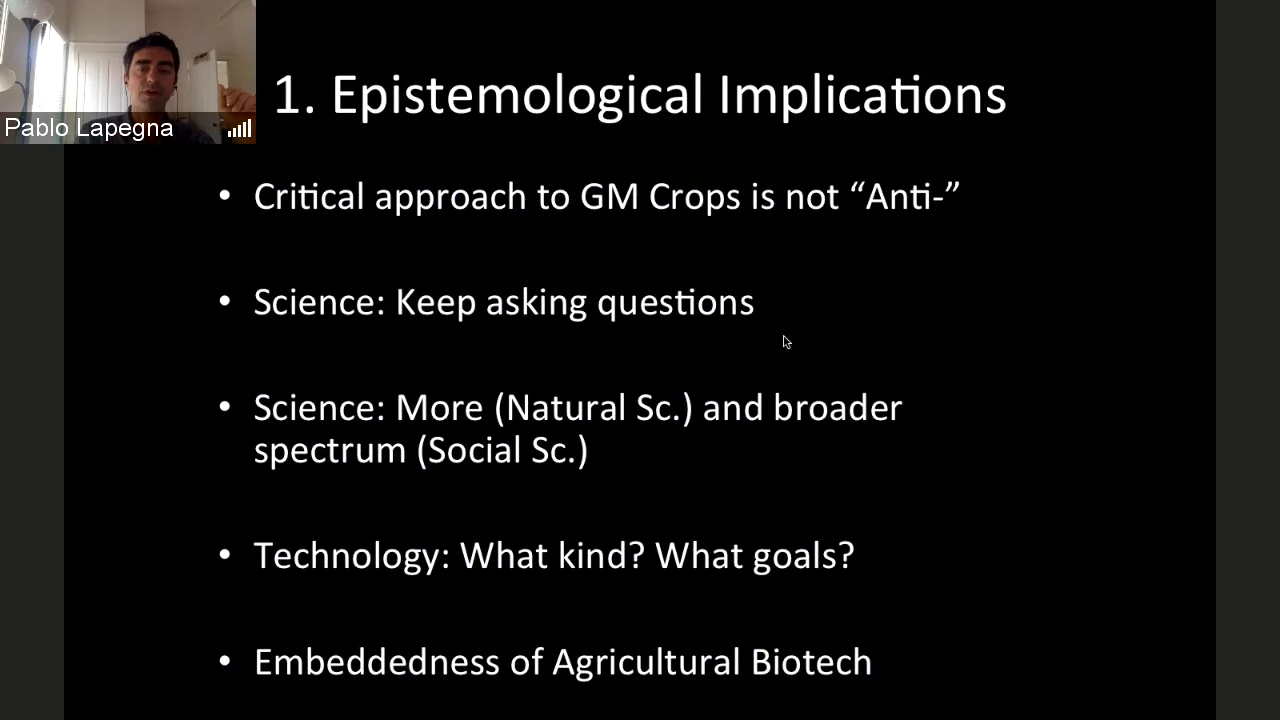 Pablo Lapegna
1. Epistemological Implications
• Critical approach to GM Crops is not “Anti-”
• Science: Keep asking questions
• Science: More (Natural Sc.) and broader
spectrum (Social Sc.)
• Technology: What kind? What goals?
• Embeddedness of Agricultural Biotech